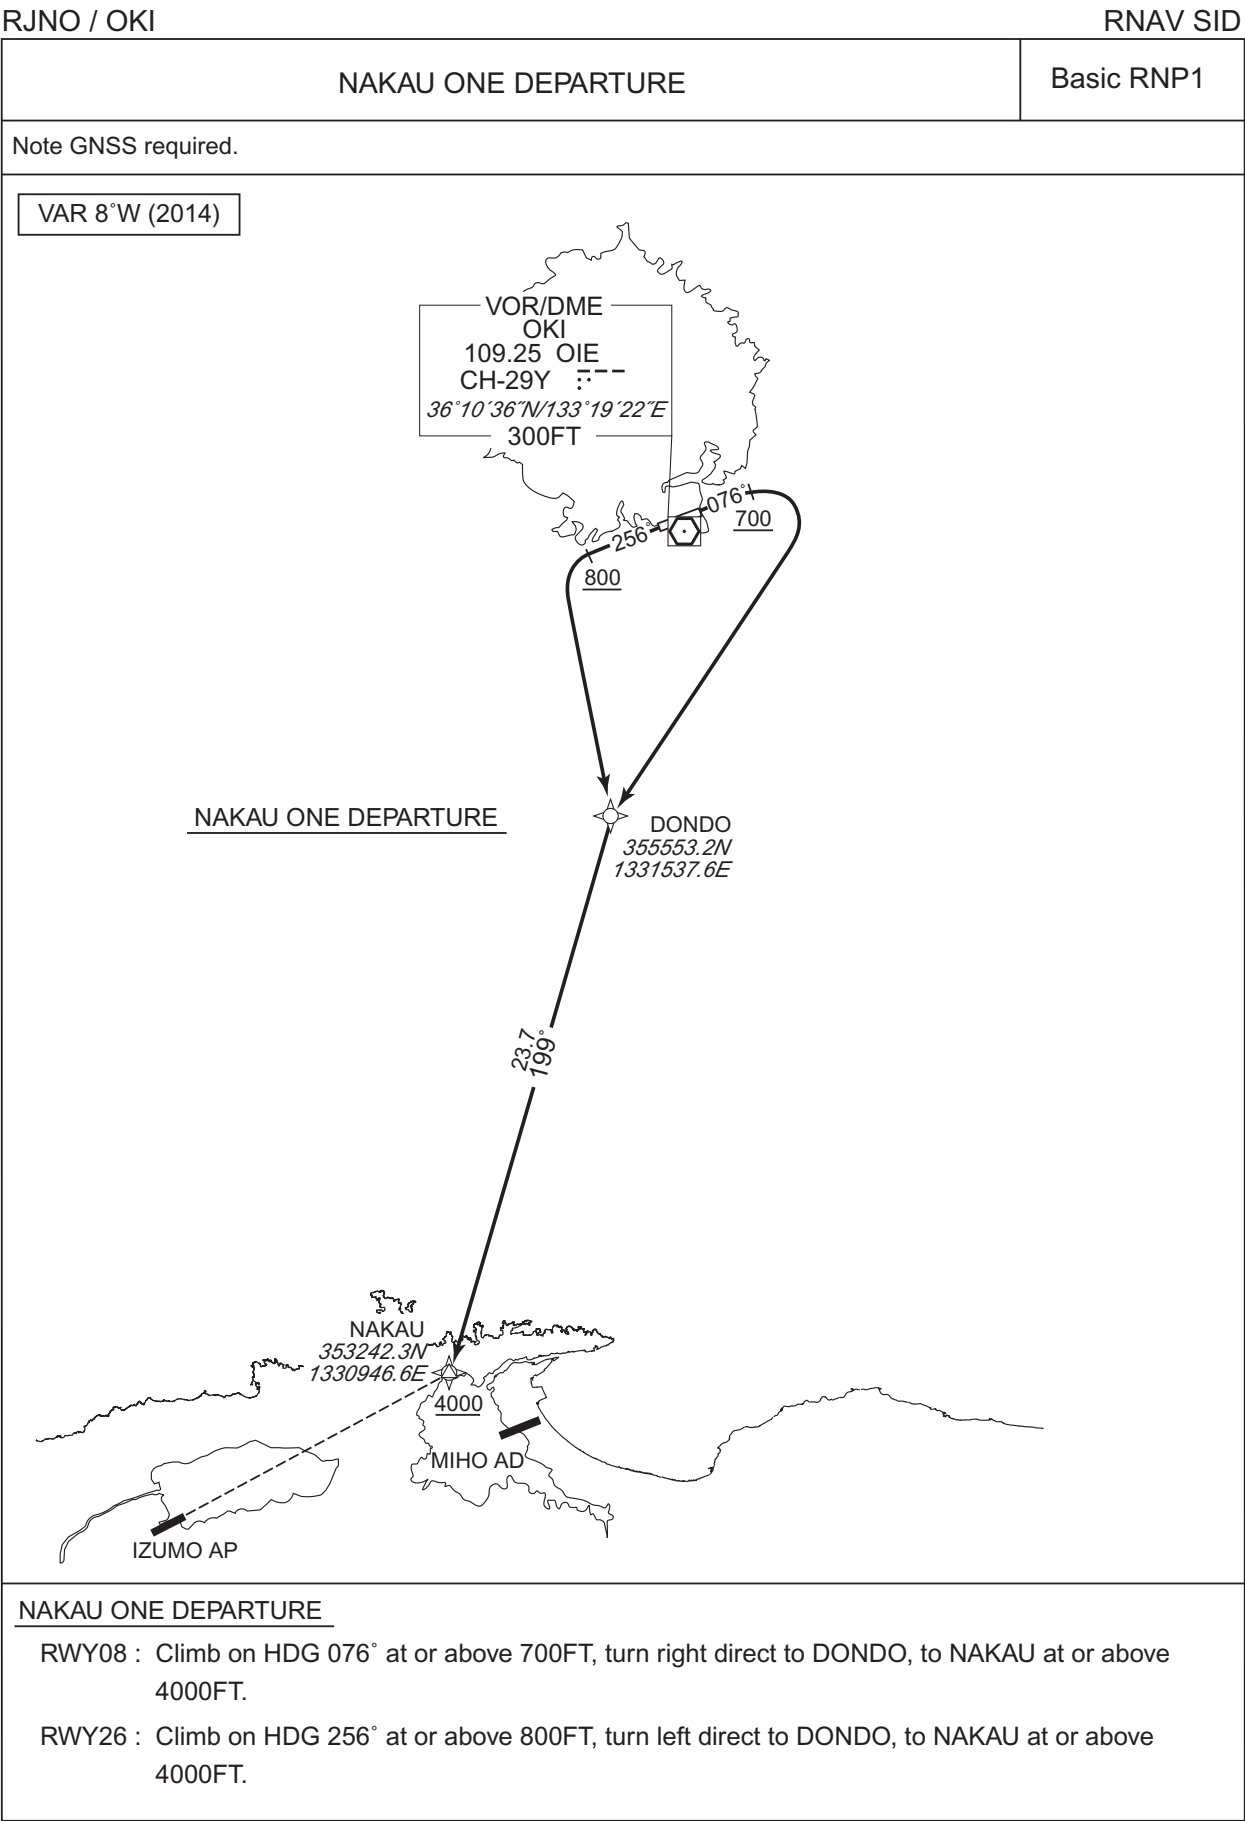 RJNO / OKI
RNAV SID
NAKAU ONE DEPARTURE
Basic RNP1
Note GNSS required.
VAR 8˚W (2014)
VOR/DME
OKI
109.25 OIE
CH-29Y
36˚10´36˝N/133˚19´22˝E
300FT
076˚
700
256˚
800
NAKAU ONE DEPARTURE
DONDO
355553.2N
1331537.6E
23.7
199˚
NAKAU
353242.3N
1330946.6E
4000
MIHO AD
IZUMO AP
NAKAU ONE DEPARTURE
RWY08 : Climb on HDG 076˚ at or above 700FT, turn right direct to DONDO, to NAKAU at or above
4000FT.
RWY26 : Climb on HDG 256˚ at or above 800FT, turn left direct to DONDO, to NAKAU at or above
4000FT.